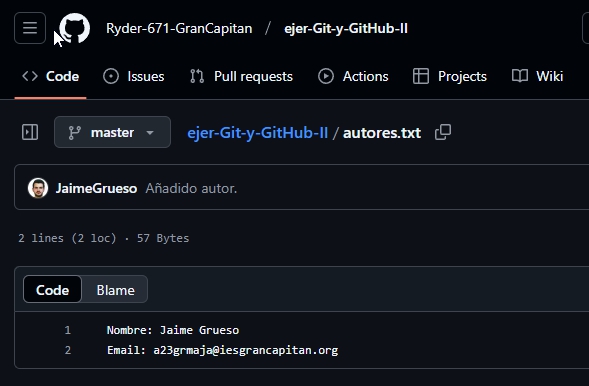 Ryder-671-GranCapitan / ejer-Git-y-GitHub-II
Code Issues Pull requests Actions Projects Wiki
master ejer-Git-y-GitHub-II / autores.txt
JaimeGrueso Añadido autor.
2 lines (2 loc) · 57 Bytes
Code Blame
1 Nombre: Jaime Grueso
2 Email: a23grmaja@iesgrancapitan.org